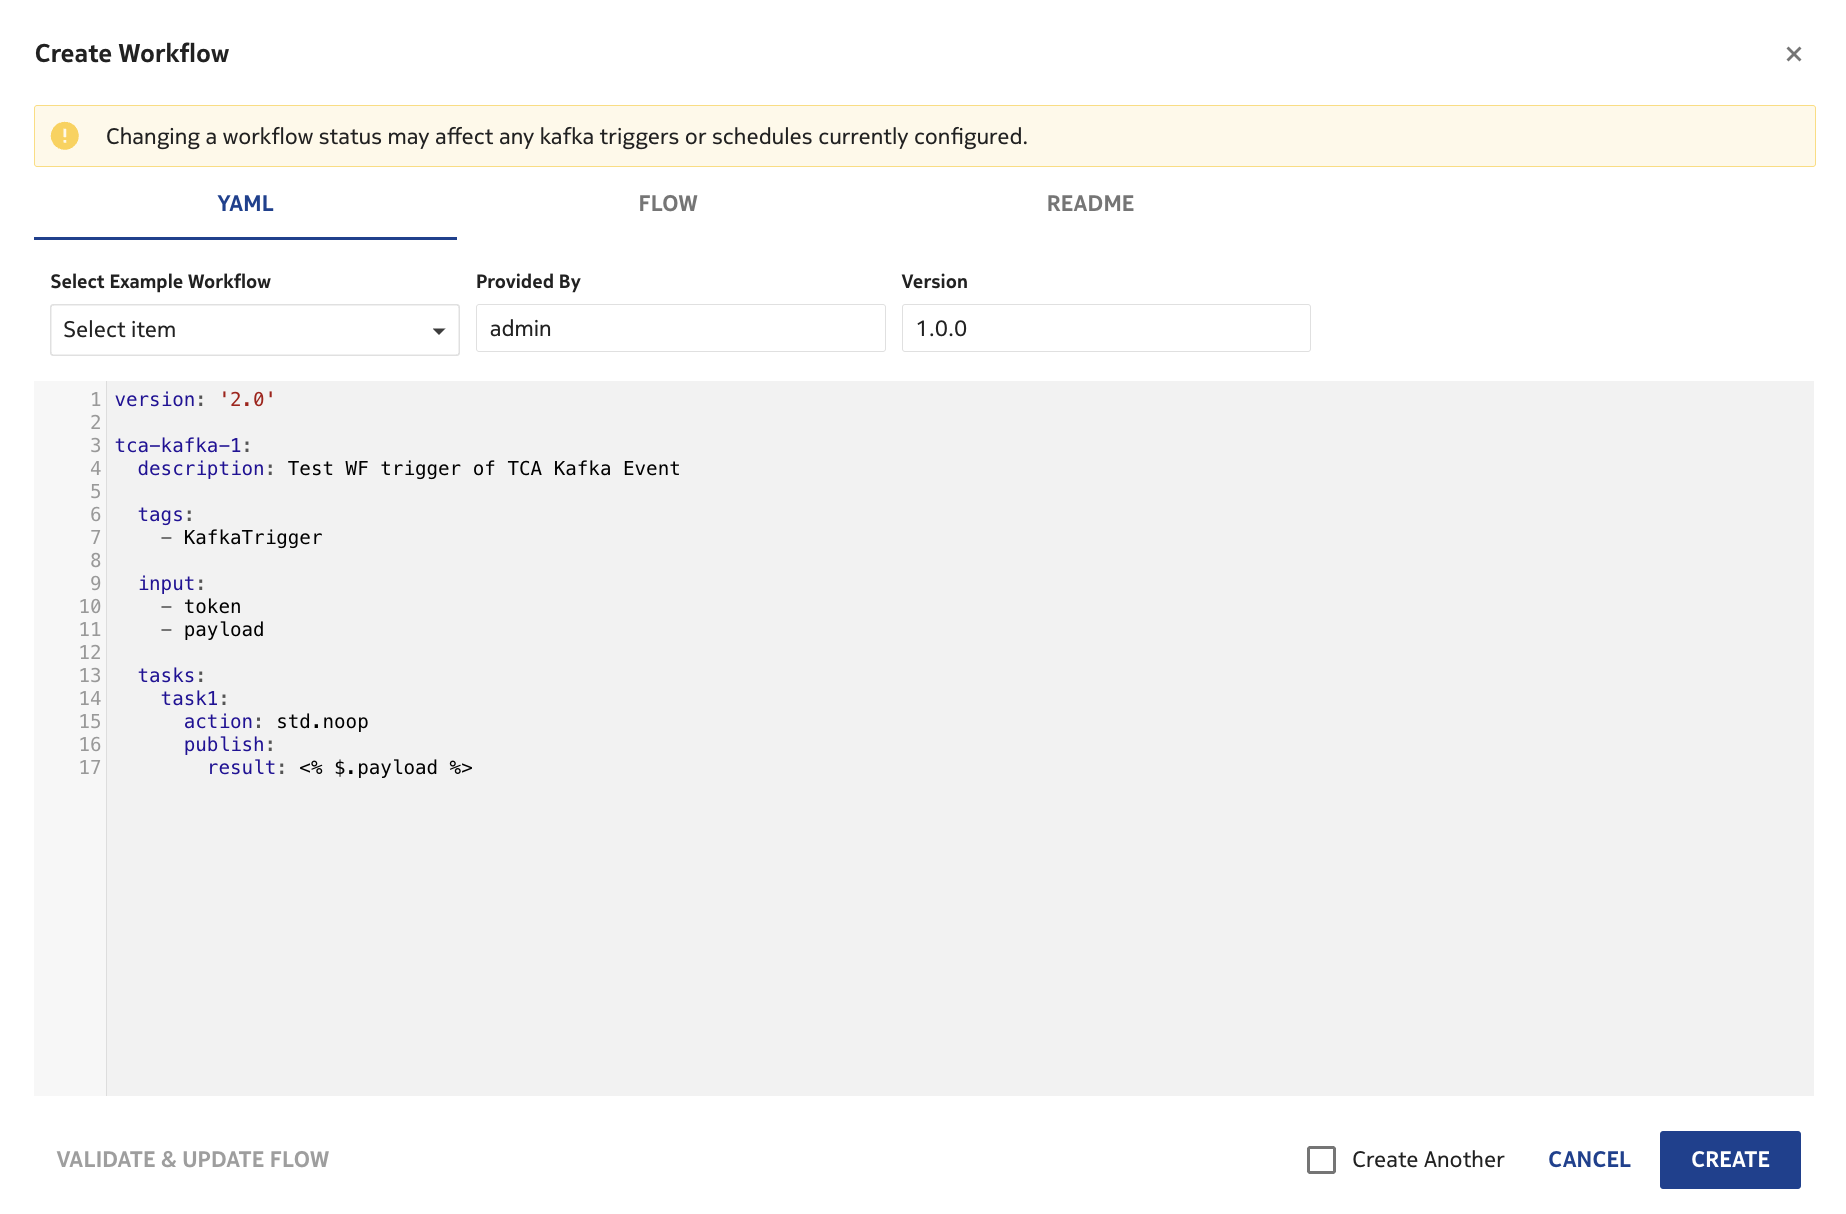 Create Workflow
Changing a workflow status may affect any kafka triggers or schedules currently configured.
YAML FLOW README
Select Example Workflow Provided By Version
Select item admin 1.0.0
1 version: '2.0'
2
3 tca-kafka-1:
4   description: Test WF trigger of TCA Kafka Event
5
6   tags:
7     - KafkaTrigger
8
9   input:
10     - token
11     - payload
12
13   tasks:
14     task1:
15       action: std.noop
16       publish:
17         result: <% $.payload %>
VALIDATE & UPDATE FLOW Create Another CANCEL CREATE